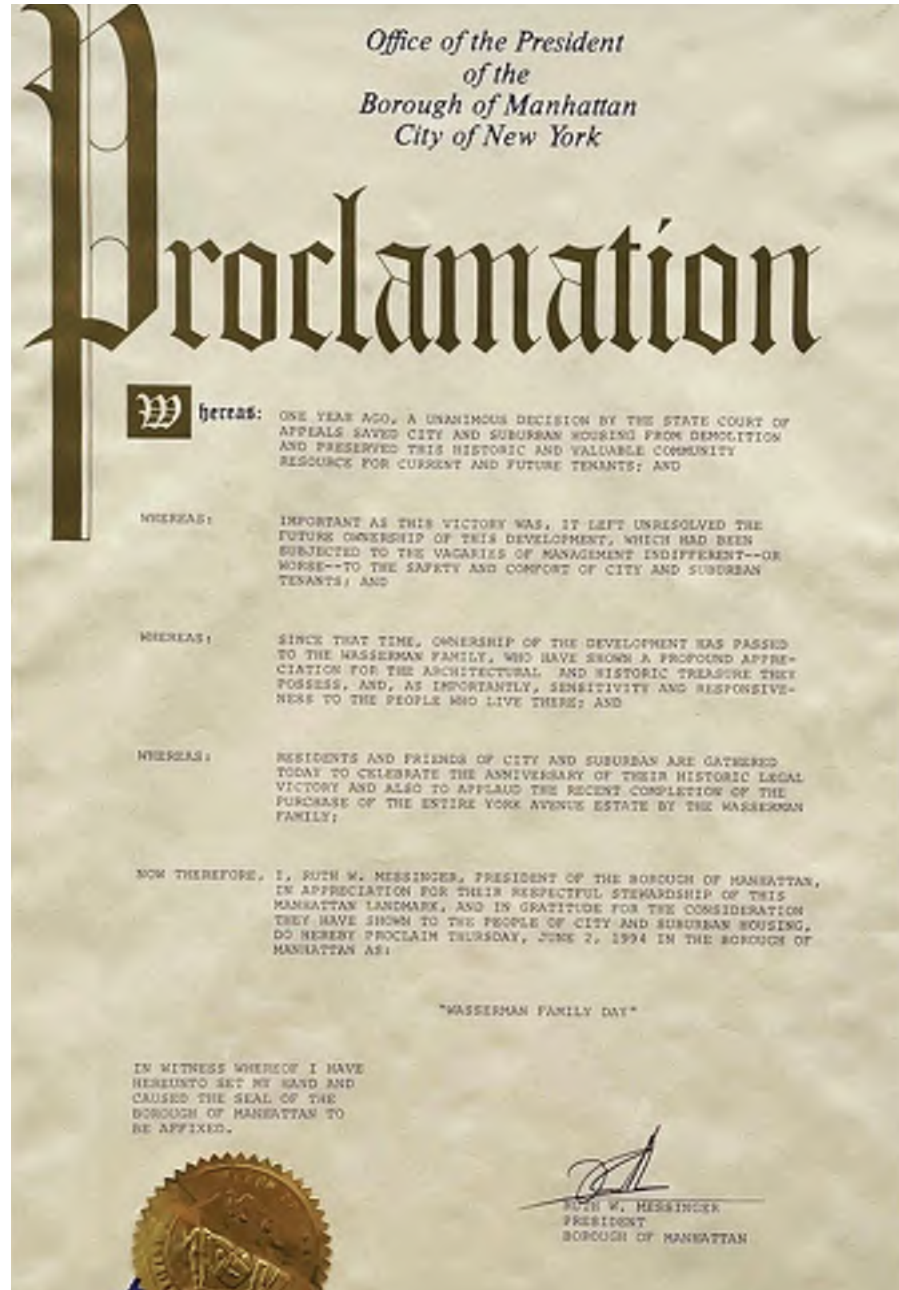 Office of the President
of the
Borough of Manhattan
City of New York
Proclamation
Whereas: ONE YEAR AGO, A UNANIMOUS DECISION BY THE STATE COURT OF
APPEALS SAVED CITY AND SUBURBAN HOUSING FROM DEMOLITION
AND PRESERVED THIS HISTORIC AND VALUABLE COMMUNITY
RESOURCE FOR CURRENT AND FUTURE TENANTS; AND
WHEREAS: IMPORTANT AS THIS VICTORY WAS, IT LEFT UNRESOLVED THE
FUTURE OWNERSHIP OF THIS DEVELOPMENT, WHICH HAD BEEN
SUBJECTED TO THE VAGARIES OF MANAGEMENT INDIFFERENT--OR
WORSE--TO THE SAFETY AND COMFORT OF CITY AND SUBURBAN
TENANTS; AND
WHEREAS: SINCE THAT TIME, OWNERSHIP OF THE DEVELOPMENT HAS PASSED
TO THE WASSERMAN FAMILY, WHO HAVE SHOWN A PROFOUND APPRE-
CIATION FOR THE ARCHITECTURAL AND HISTORIC TREASURE THEY
POSSESS, AND, AS IMPORTANTLY, SENSITIVITY AND RESPONSIVE-
NESS TO THE PEOPLE WHO LIVE THERE; AND
WHEREAS: RESIDENTS AND FRIENDS OF CITY AND SUBURBAN ARE GATHERED
TODAY TO CELEBRATE THE ANNIVERSARY OF THEIR HISTORIC LEGAL
VICTORY AND ALSO TO APPLAUD THE RECENT COMPLETION OF THE
PURCHASE OF THE ENTIRE YORK AVENUE ESTATE BY THE WASSERMAN
FAMILY;
NOW THEREFORE, I, RUTH W. MESSINGER, PRESIDENT OF THE BOROUGH OF MANHATTAN,
IN APPRECIATION FOR THEIR RESPECTFUL STEWARDSHIP OF THIS
MANHATTAN LANDMARK, AND IN GRATITUDE FOR THE CONSIDERATION
THEY HAVE SHOWN TO THE PEOPLE OF CITY AND SUBURBAN HOUSING,
DO HEREBY PROCLAIM THURSDAY, JUNE 2, 1994 IN THE BOROUGH OF
MANHATTAN AS:
"WASSERMAN FAMILY DAY"
IN WITNESS WHEREOF I HAVE
HEREUNTO SET MY HAND AND
CAUSED THE SEAL OF THE
BOROUGH OF MANHATTAN TO
BE AFFIXED.
RUTH W. MESSINGER
PRESIDENT
BOROUGH OF MANHATTAN